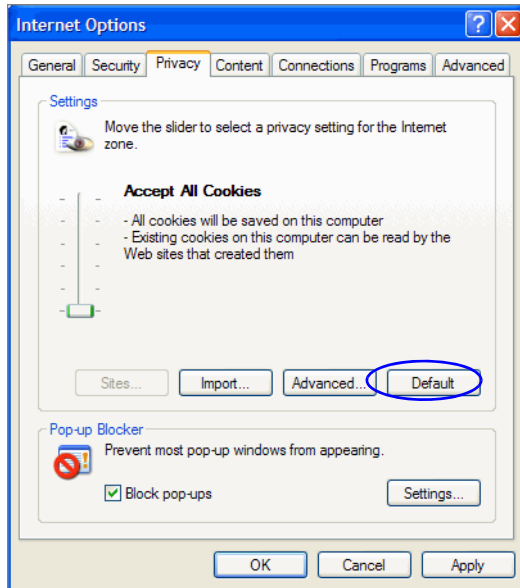 Internet Options
General Security Privacy Content Connections Programs Advanced
Settings
Move the slider to select a privacy setting for the Internet
zone.
Accept All Cookies
- All cookies will be saved on this computer
- Existing cookies on this computer can be read by the
Web sites that created them
Sites... Import... Advanced... Default
Pop-up Blocker
Prevent most pop-up windows from appearing.
Block pop-ups
Settings...
OK Cancel Apply